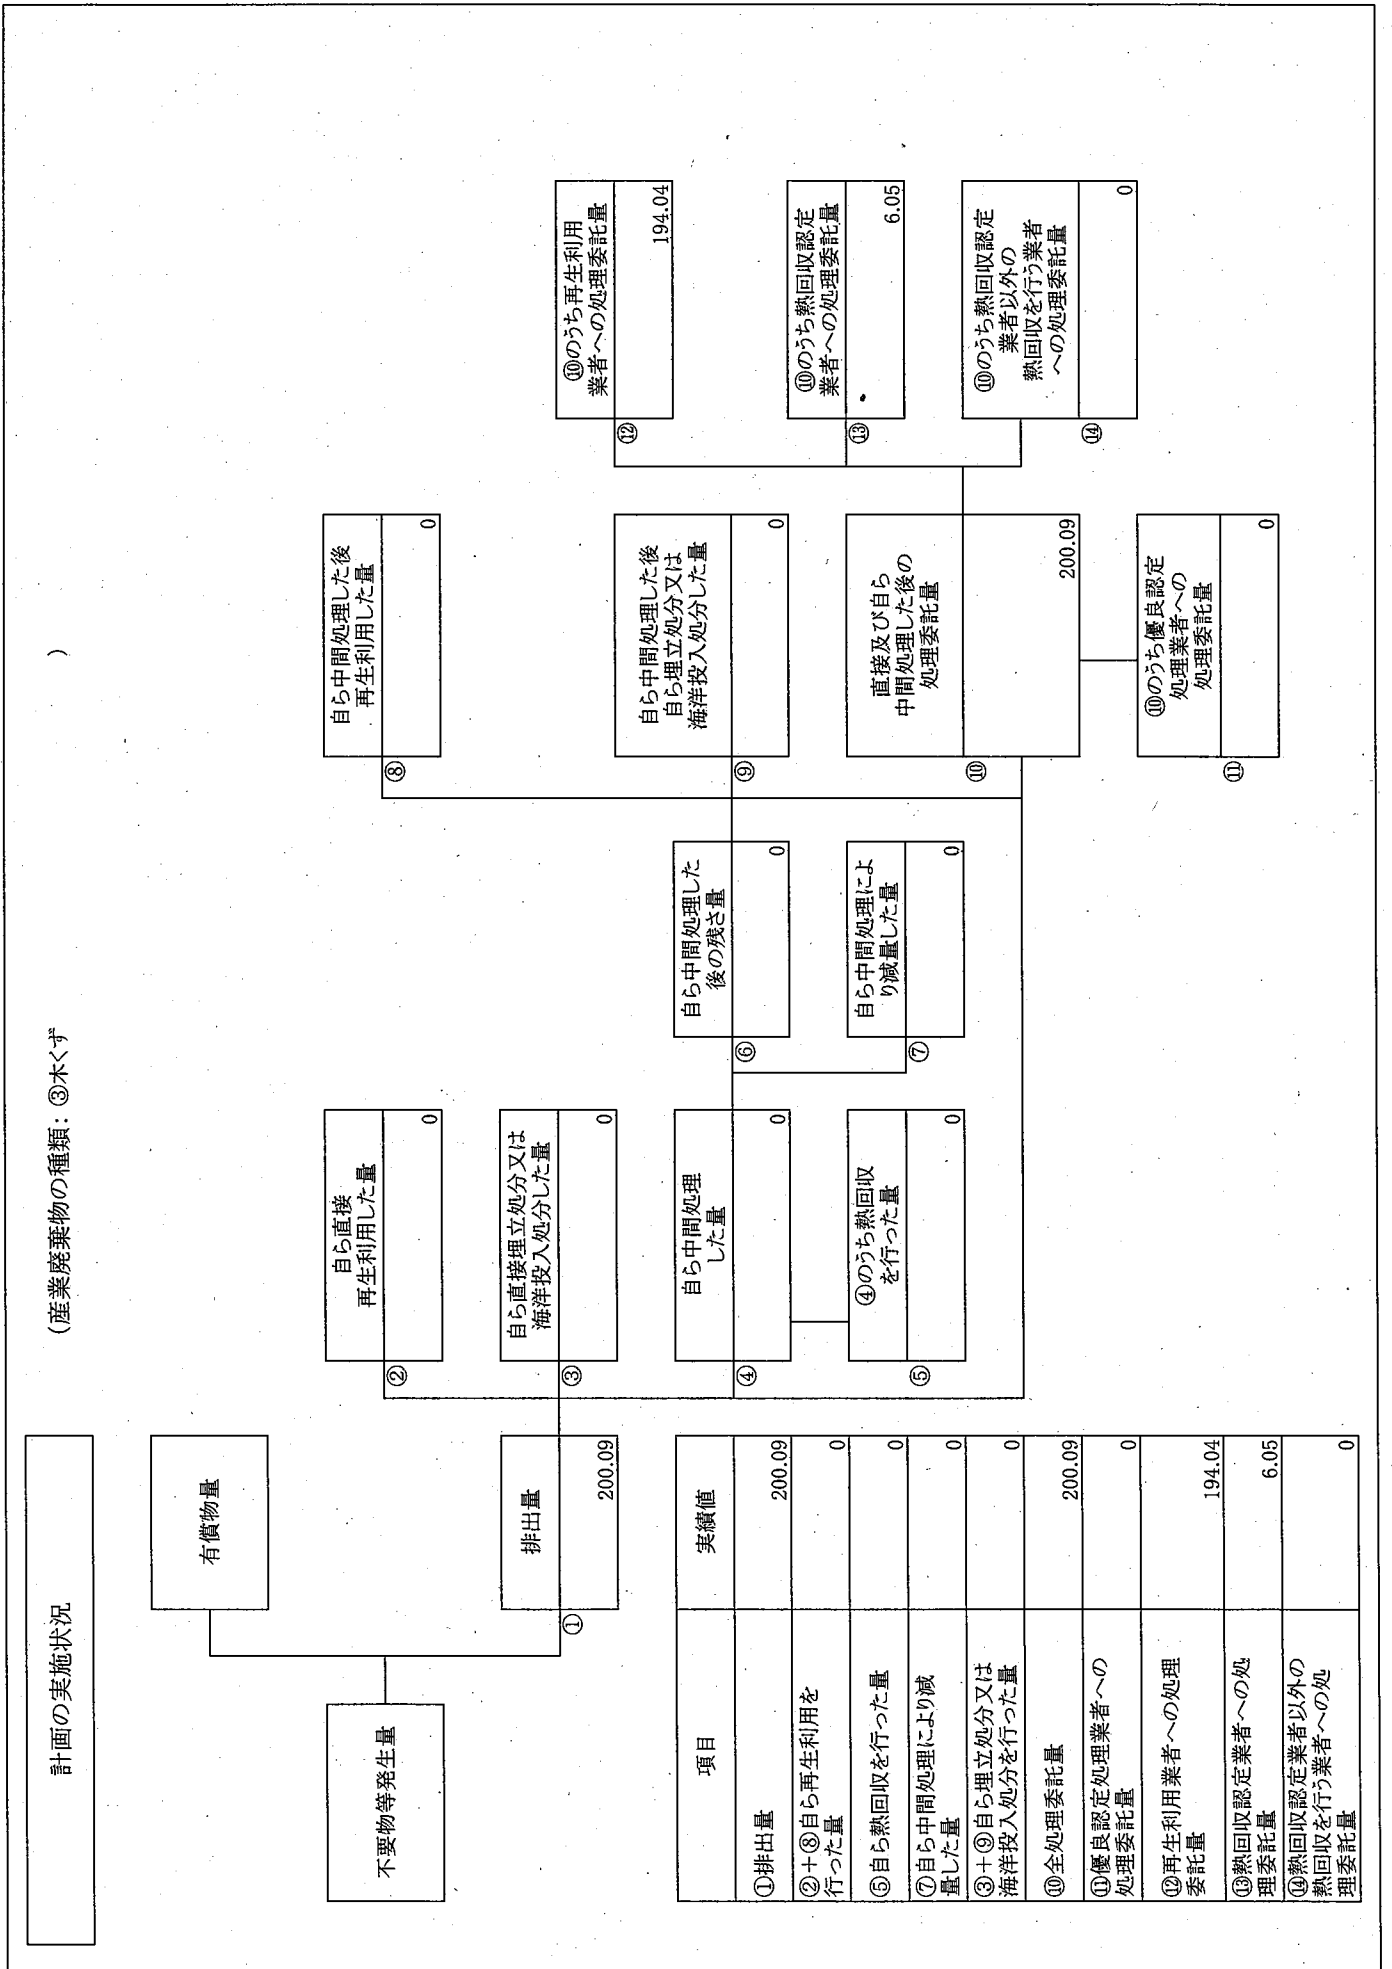 計画の実施状況
(産業廃棄物の種類：③木くず
)
有償物量
不要物等発生量
排出量
200.09
①
自ら直接
再生利用した量
0
②
自ら直接埋立処分又は
海洋投入処分した量
0
③
自ら中間処理
した量
0
④
④のうち熱回収
を行った量
0
⑤
自ら中間処理した
後の残さ量
0
⑥
自ら中間処理によ
り減量した量
0
⑦
自ら中間処理した後
再生利用した量
0
⑧
自ら中間処理した後
自ら埋立処分又は
海洋投入処分した量
0
⑨
直接及び自ら
中間処理した後の
処理委託量
200.09
⑩
⑩のうち優良認定
処理業者への
処理委託量
0
⑪
⑩のうち再生利用
業者への処理委託量
194.04
⑫
⑩のうち熱回収認定
業者への処理委託量
6.05
⑬
⑩のうち熱回収認定
業者以外の
熱回収を行う業者
への処理委託量
0
⑭
項目
実績値
①排出量
200.09
②＋⑧自ら再生利用を
行った量
0
⑤自ら熱回収を行った量
0
⑦自ら中間処理により減
量した量
0
③＋⑨自ら埋立処分又は
海洋投入処分を行った量
0
⑩全処理委託量
200.09
⑪優良認定処理業者への
処理委託量
0
⑫再生利用業者への処理
委託量
194.04
⑬熱回収認定業者への処
理委託量
6.05
⑭熱回収認定業者以外の
熱回収を行う業者への処
理委託量
0